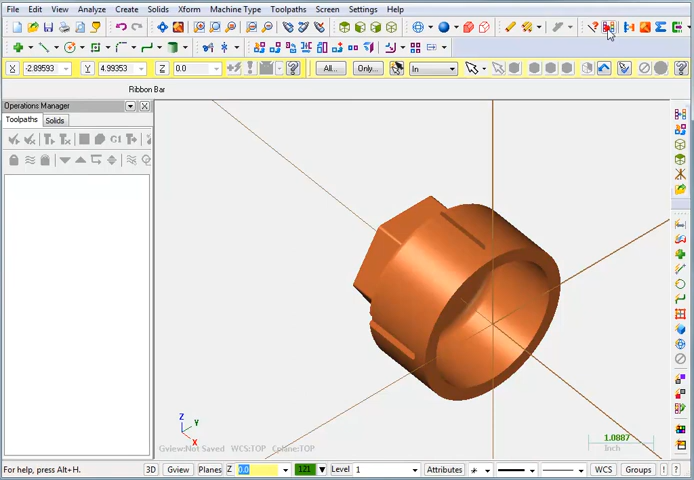 File Edit View Analyze Create Solids Xform Machine Type Toolpaths Screen Settings Help
X -2.89593 Y 4.99353 Z 0.0 All... Only... In
Ribbon Bar
Operations Manager
Toolpaths Solids
G1
Z
Y
X
Gview:Not Saved WCS:TOP Cplane:TOP
1.0887
Inch
For help, press Alt+H. 3D Gview Planes Z 0.0 121 Level 1 Attributes WCS Groups ! ?